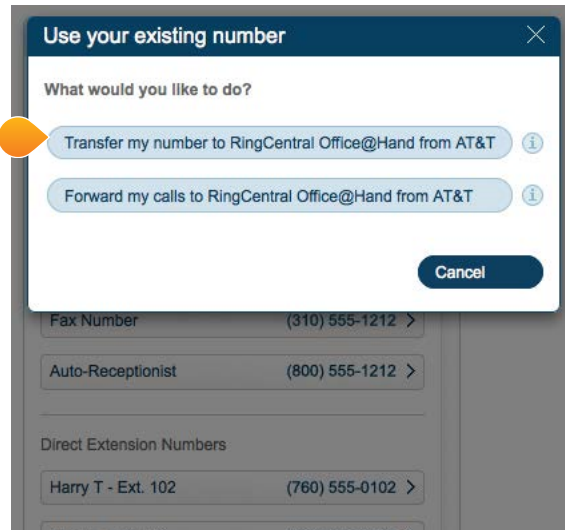 Use your existing number
What would you like to do?
Transfer my number to RingCentral Office@Hand from AT&T
Forward my calls to RingCentral Office@Hand from AT&T
Cancel
Fax Number (310) 555-1212
Auto-Receptionist (800) 555-1212
Direct Extension Numbers
Harry T - Ext. 102 (760) 555-0102